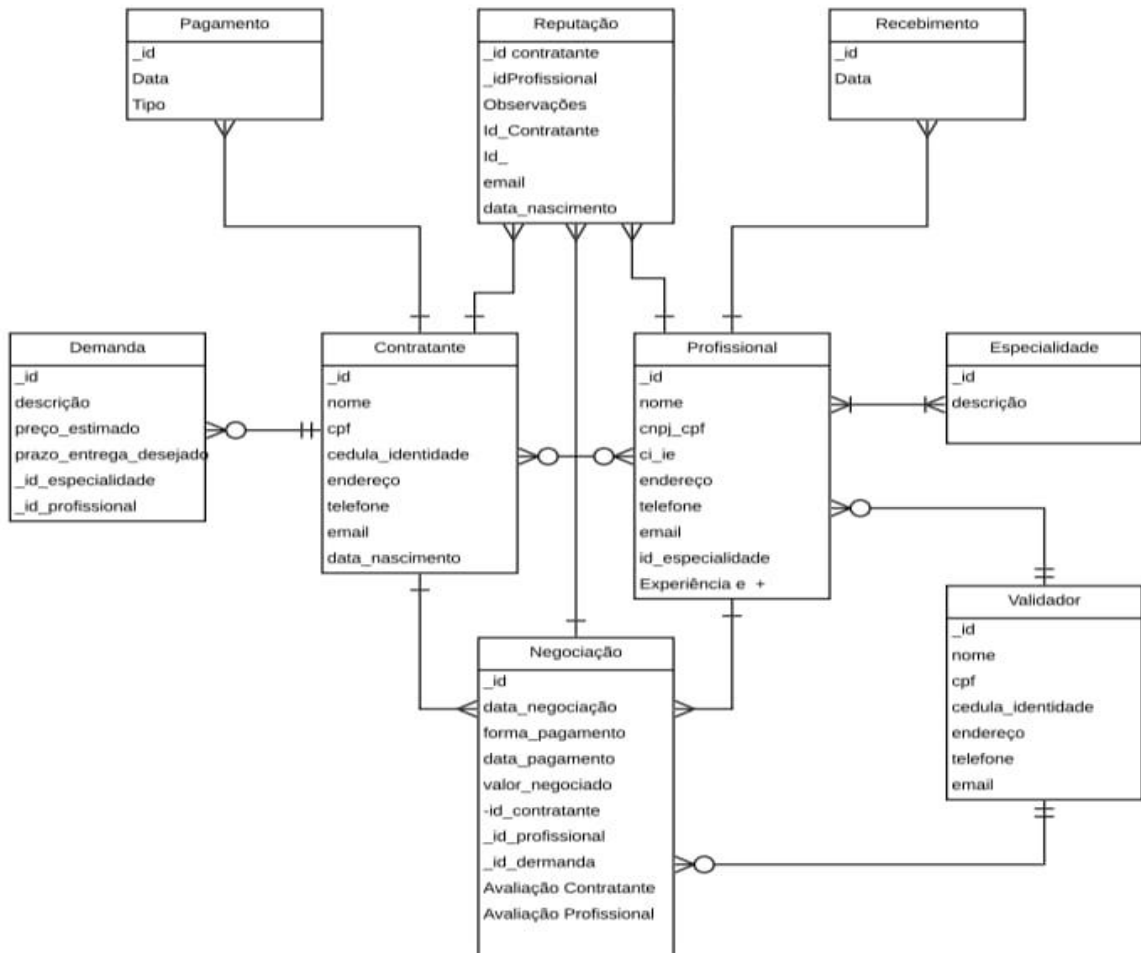 Pagamento
_id
Data
Tipo
Reputação
_id contratante
_idProfissional
Observações
Id_Contratante
Id_
email
data_nascimento
Recebimento
_id
Data
Demanda
_id
descrição
preço_estimado
prazo_entrega_desejado
_id_especialidade
_id_profissional
Contratante
_id
nome
cpf
cedula_identidade
endereço
telefone
email
data_nascimento
Profissional
_id
nome
cnpj_cpf
ci_ie
endereço
telefone
email
id_especialidade
Experiência e +
Especialidade
_id
descrição
Negociação
_id
data_negociação
forma_pagamento
data_pagamento
valor_negociado
-id_contratante
_id_profissional
_id_dermanda
Avaliação Contratante
Avaliação Profissional
Validador
_id
nome
cpf
cedula_identidade
endereço
telefone
email